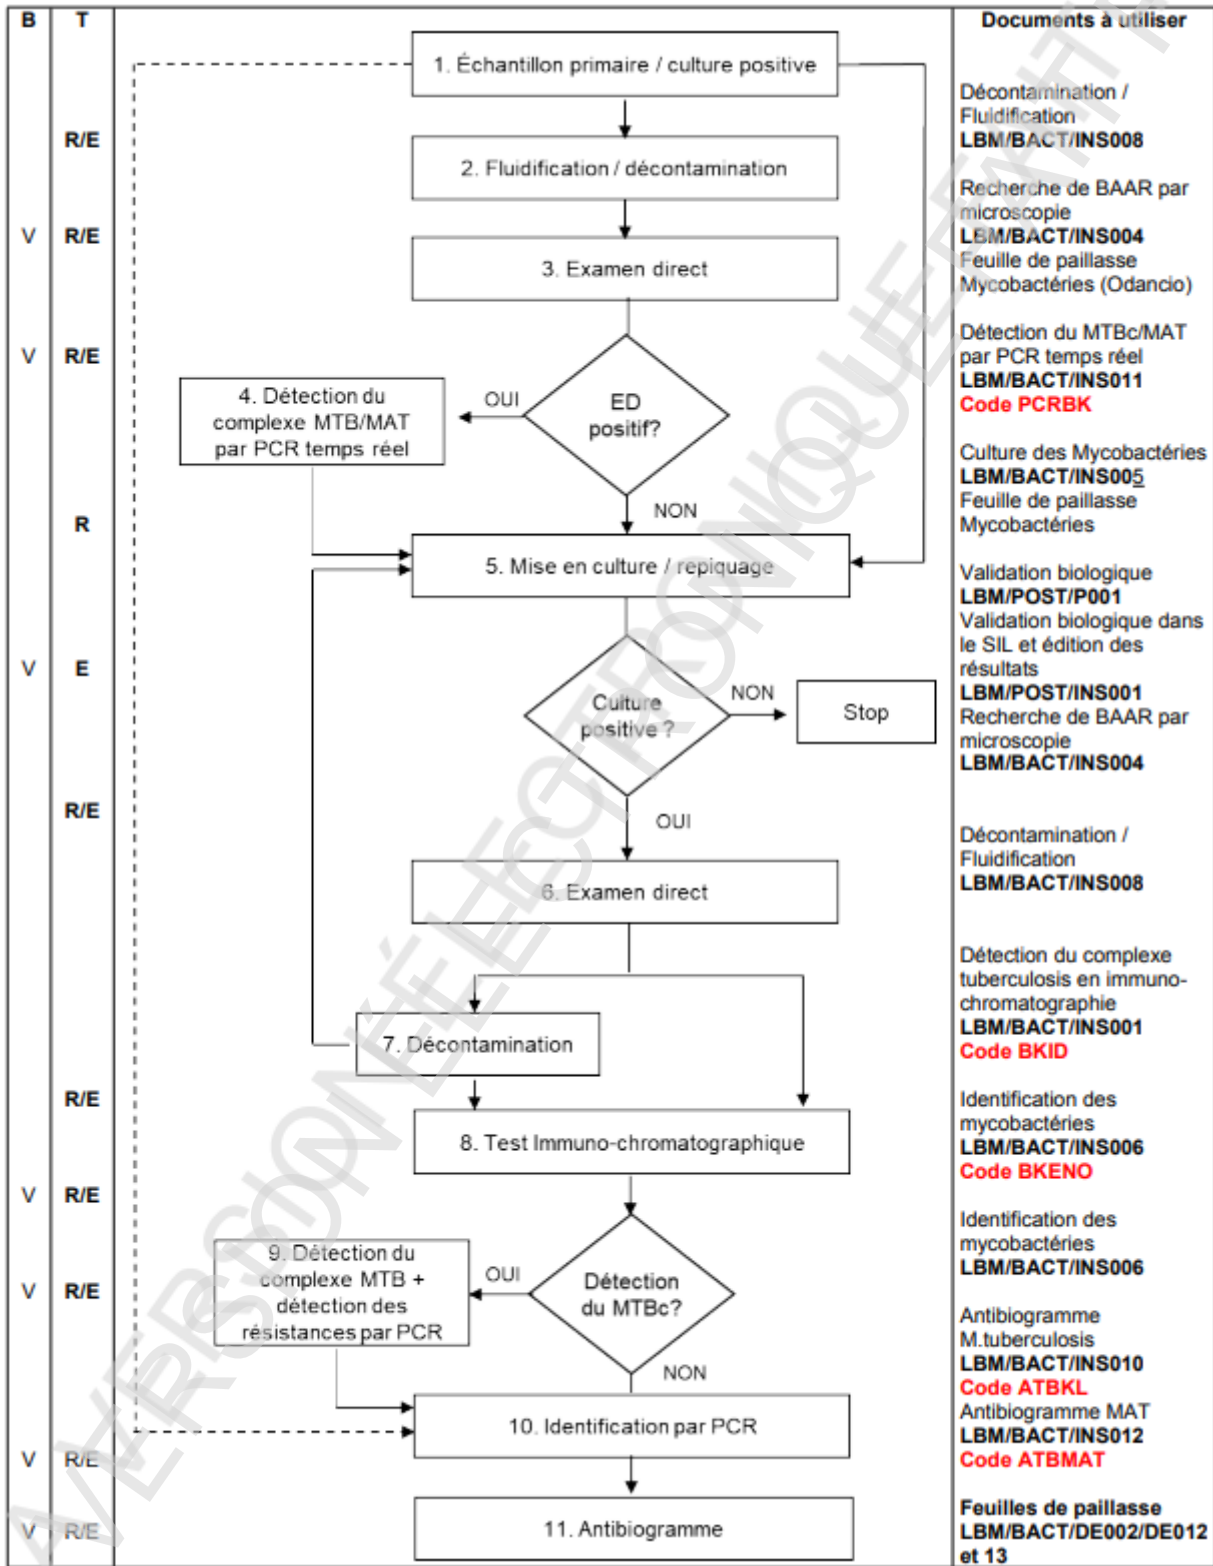 B
T
Documents à utiliser
1. Échantillon primaire / culture positive
Décontamination /
Fluidification
LBM/BACT/INS008
R/E
2. Fluidification / décontamination
Recherche de BAAR par
microscopie
LBM/BACT/INS004
Feuille de paillasse
Mycobactéries (Odancio)
V
R/E
3. Examen direct
Détection du MTBc/MAT
par PCR temps réel
LBM/BACT/INS011
Code PCRBK
V
R/E
ED
positif?
OUI
4. Détection du
complexe MTB/MAT
par PCR temps réel
NON
Culture des Mycobactéries
LBM/BACT/INS005
Feuille de paillasse
Mycobactéries
R
5. Mise en culture / repiquage
Validation biologique
LBM/POST/P001
Validation biologique dans
le SIL et édition des
résultats
LBM/POST/INS001
Recherche de BAAR par
microscopie
LBM/BACT/INS004
V
E
Culture
positive ?
NON
Stop
OUI
R/E
6. Examen direct
Décontamination /
Fluidification
LBM/BACT/INS008
7. Décontamination
Détection du complexe
tuberculosis en immuno-
chromatographie
LBM/BACT/INS001
Code BKID
R/E
8. Test Immuno-chromatographique
Identification des
mycobactéries
LBM/BACT/INS006
Code BKENO
V
R/E
Détection
du MTBc?
OUI
9. Détection du
complexe MTB +
détection des
résistances par PCR
NON
Identification des
mycobactéries
LBM/BACT/INS006
V
R/E
10. Identification par PCR
Antibiogramme
M.tuberculosis
LBM/BACT/INS010
Code ATBKL
Antibiogramme MAT
LBM/BACT/INS012
Code ATBMAT
V
R/E
11. Antibiogramme
V
R/E
Feuilles de paillasse
LBM/BACT/DE002/DE012
et 13